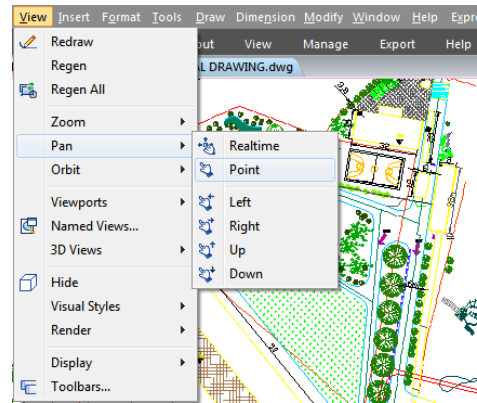 View Insert Format Tools Draw Dimension Modify Window Help Expre
out View Manage Export Help
AL DRAWING.dwg
Redraw
Regen
Regen All
Zoom
Pan
Orbit
Viewports
Named Views...
3D Views
Hide
Visual Styles
Render
Display
Toolbars...
Realtime
Point
Left
Right
Up
Down